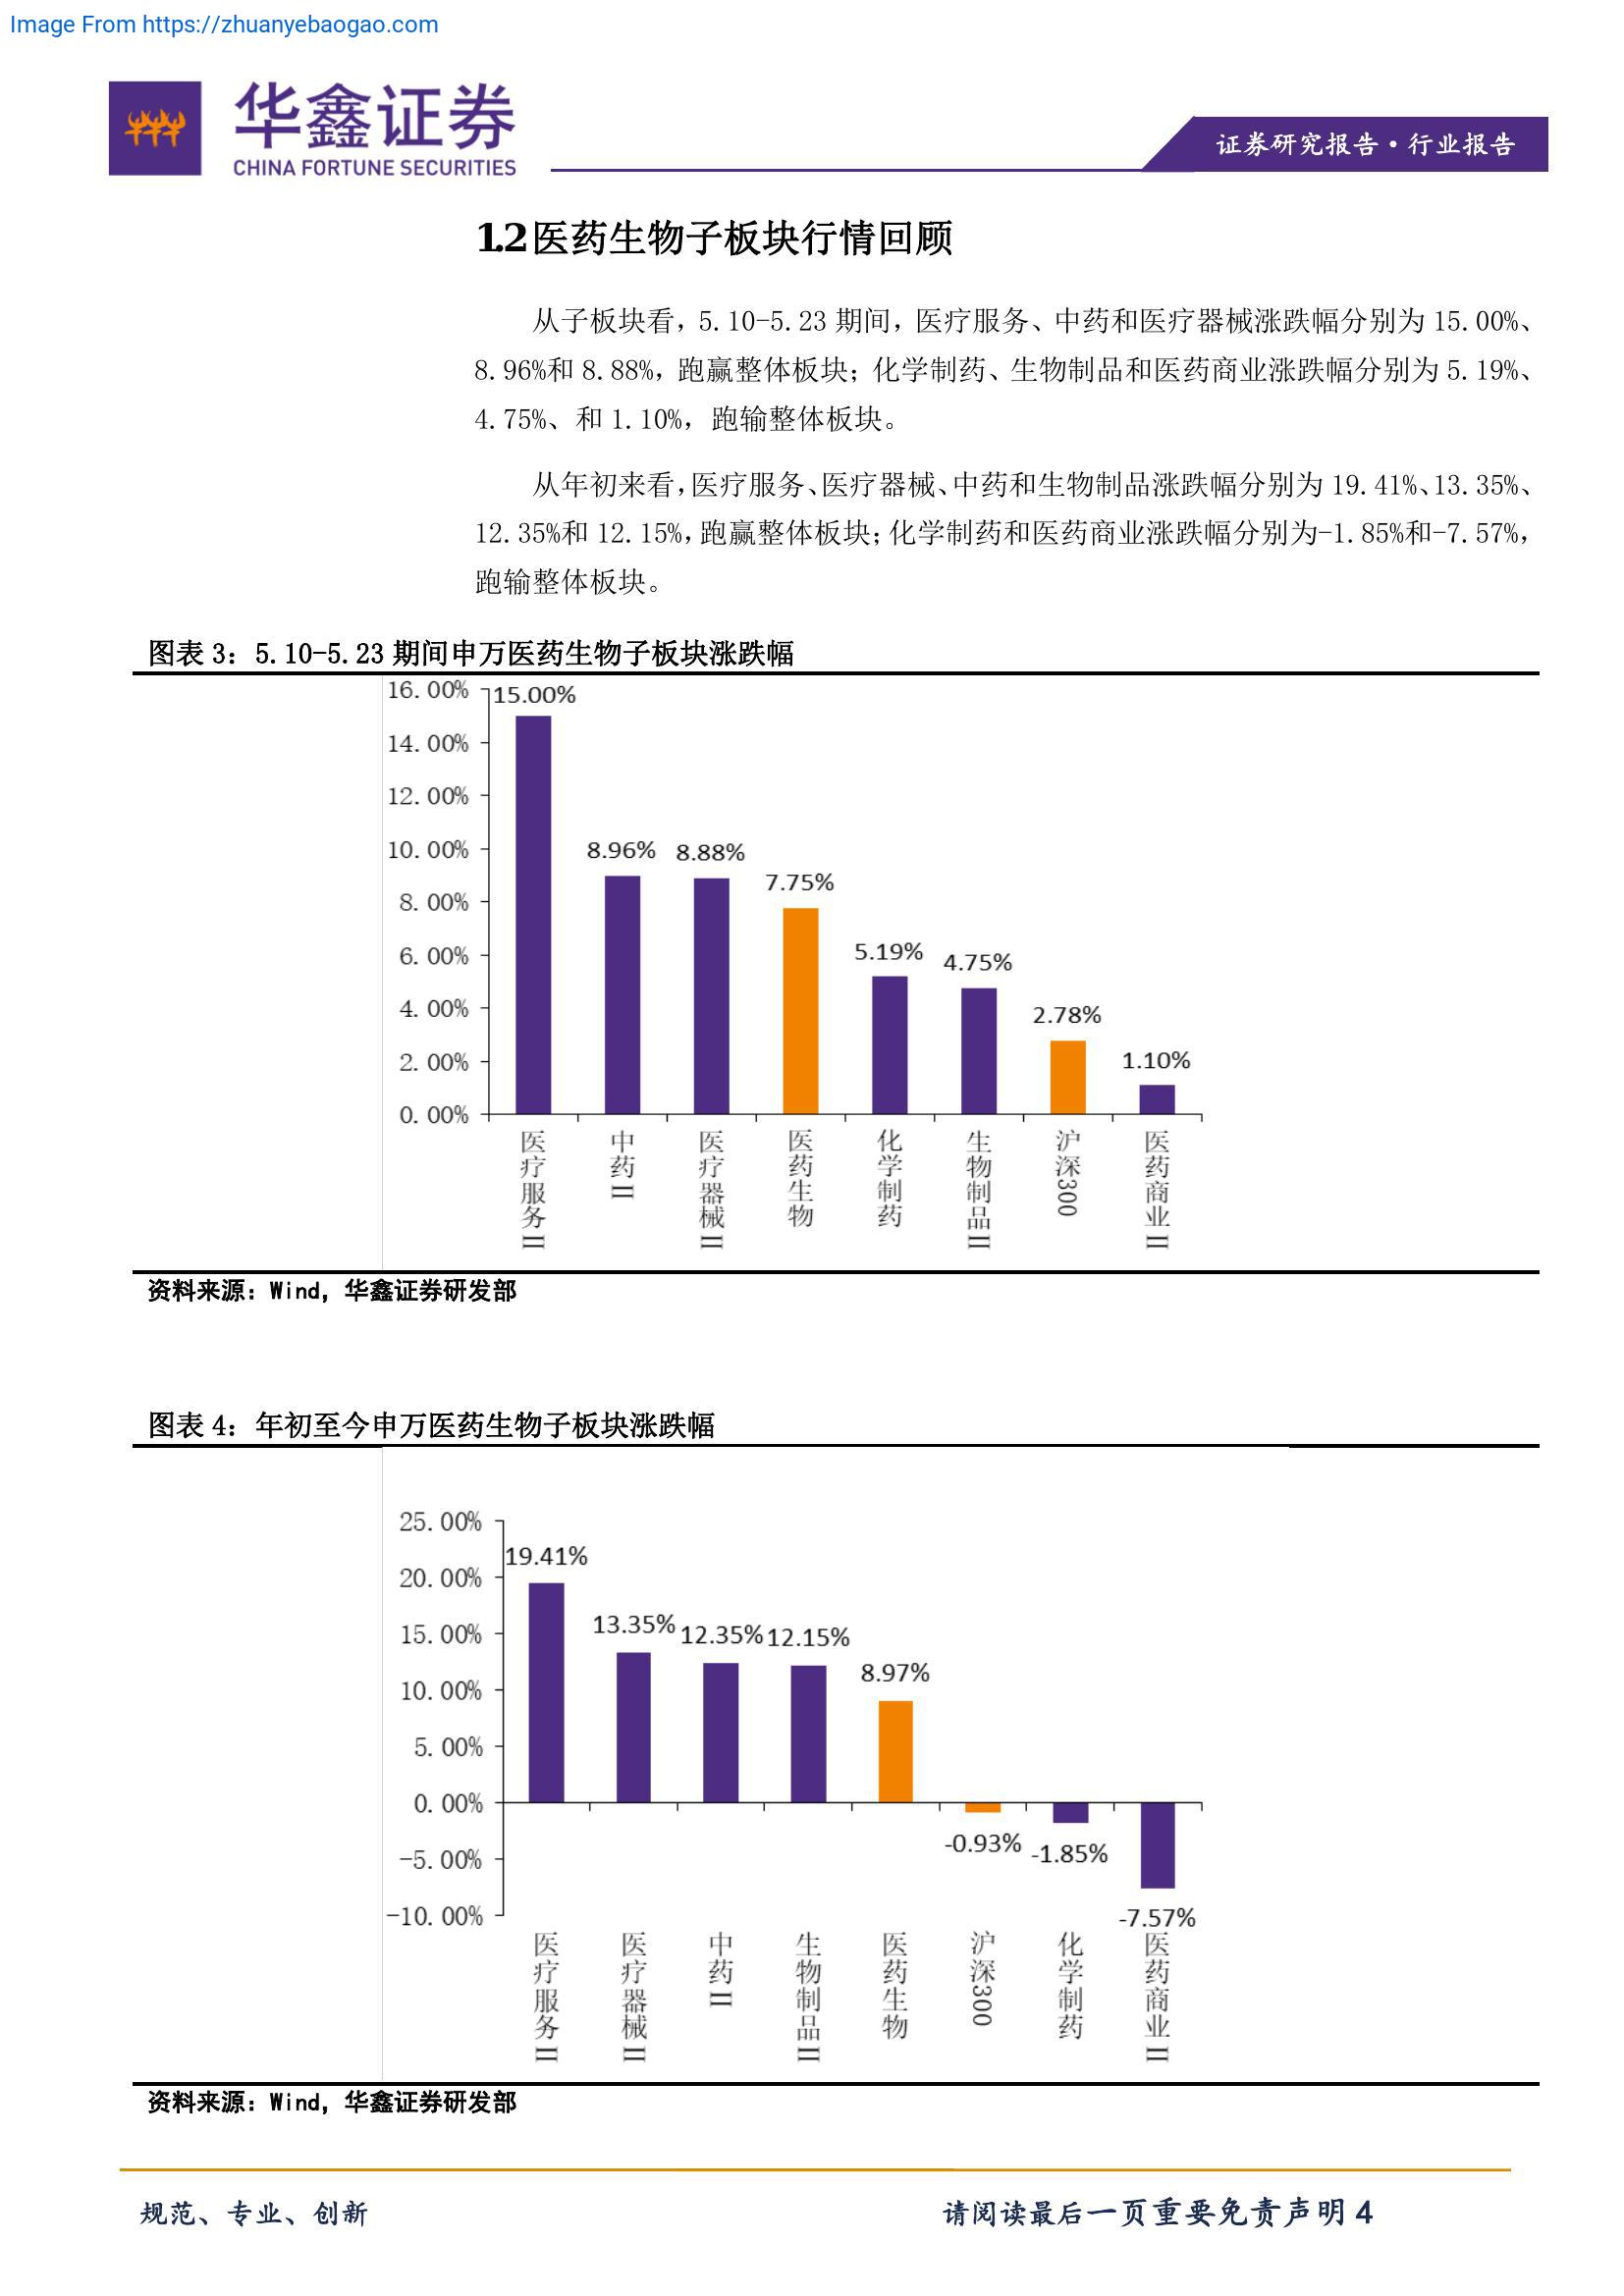 Image From https://zhuanyebaogao.com
华鑫证券
CHINA FORTUNE SECURITIES
证券研究报告·行业报告
1.2 医药生物子板块行情回顾
从子板块看，5.10-5.23 期间，医疗服务、中药和医疗器械涨跌幅分别为 15.00%、
8.96%和 8.88%，跑赢整体板块；化学制药、生物制品和医药商业涨跌幅分别为 5.19%、
4.75%、和 1.10%，跑输整体板块。
从年初来看，医疗服务、医疗器械、中药和生物制品涨跌幅分别为 19.41%、13.35%、
12.35%和 12.15%，跑赢整体板块；化学制药和医药商业涨跌幅分别为-1.85%和-7.57%，
跑输整体板块。
图表 3：5.10-5.23 期间申万医药生物子板块涨跌幅
16.00%
14.00%
12.00%
10.00%
8.00%
6.00%
4.00%
2.00%
0.00%
15.00%
8.96%
8.88%
7.75%
5.19%
4.75%
2.78%
1.10%
医疗服务Ⅱ
中药Ⅱ
医疗器械Ⅱ
医药生物
化学制药
生物制品Ⅱ
沪深300
医药商业Ⅱ
资料来源：Wind，华鑫证券研发部
图表 4：年初至今申万医药生物子板块涨跌幅
25.00%
20.00%
15.00%
10.00%
5.00%
0.00%
-5.00%
-10.00%
19.41%
13.35%
12.35%
12.15%
8.97%
-0.93%
-1.85%
-7.57%
医疗服务Ⅱ
医疗器械Ⅱ
中药Ⅱ
生物制品Ⅱ
医药生物
沪深300
化学制药
医药商业Ⅱ
资料来源：Wind，华鑫证券研发部
规范、专业、创新
请阅读最后一页重要免责声明 4